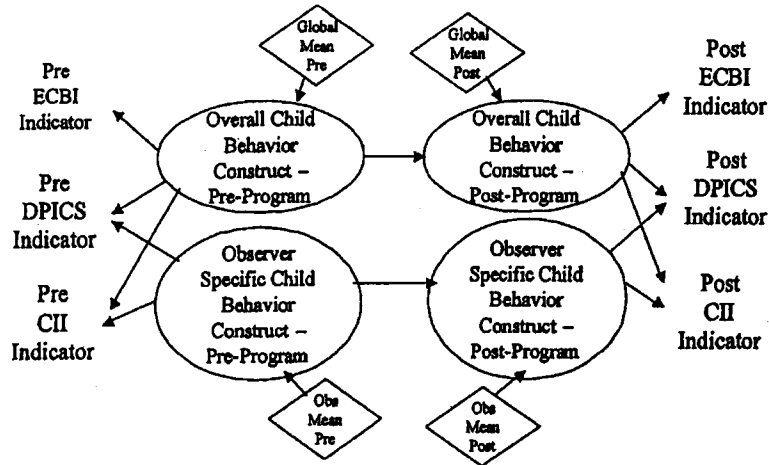 Global
Mean
Pre
Global
Mean
Post
Pre
ECBI
Indicator
Overall Child
Behavior
Construct –
Pre-Program
Overall Child
Behavior
Construct –
Post-Program
Post
ECBI
Indicator
Pre
DPICS
Indicator
Post
DPICS
Indicator
Pre
CII
Indicator
Observer
Specific Child
Behavior
Construct –
Pre-Program
Observer
Specific Child
Behavior
Construct –
Post-Program
Post
CII
Indicator
Obs
Mean
Pre
Obs
Mean
Post